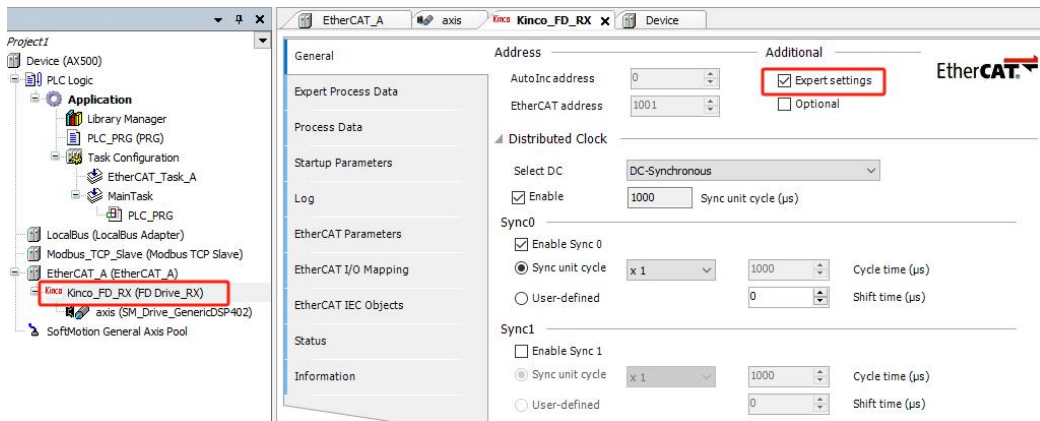 Project1
Device (AX500)
PLC Logic
Application
Library Manager
PLC_PRG (PRG)
Task Configuration
EtherCAT_Task_A
MainTask
PLC_PRG
LocalBus (LocalBus Adapter)
Modbus_TCP_Slave (Modbus TCP Slave)
EtherCAT_A (EtherCAT_A)
Kinco Kinco_FD_RX (FD Drive_RX)
axis (SM_Drive_GenericDSP402)
SoftMotion General Axis Pool
EtherCAT_A axis Kinco Kinco_FD_RX Device
General
Expert Process Data
Process Data
Startup Parameters
Log
EtherCAT Parameters
EtherCAT I/O Mapping
EtherCAT IEC Objects
Status
Information
Address Additional
AutoInc address 0 Expert settings EtherCAT.
EtherCAT address 1001 Optional
Distributed Clock
Select DC DC-Synchronous
Enable 1000 Sync unit cycle (µs)
Sync0
Enable Sync 0
Sync unit cycle x 1 1000 Cycle time (µs)
User-defined 0 Shift time (µs)
Sync1
Enable Sync 1
Sync unit cycle x 1 1000 Cycle time (µs)
User-defined 0 Shift time (µs)